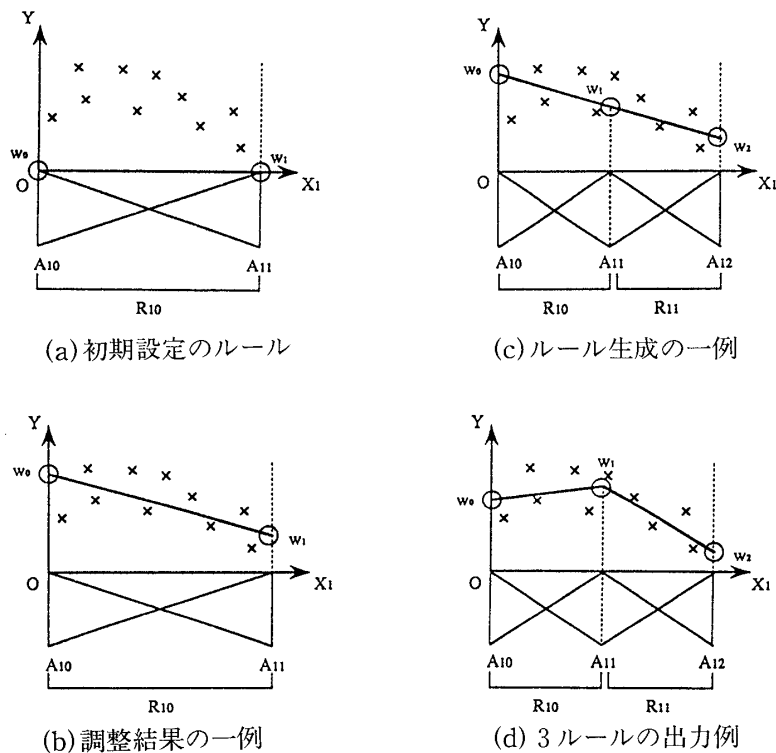 Y
W0
W1
O
X1
A10
A11
R10
(a)初期設定のルール
Y
W0
W1
W2
O
X1
A10
A11
A12
R10
R11
(c)ルール生成の一例
Y
W0
W1
O
X1
A10
A11
R10
(b)調整結果の一例
Y
W0
W1
W2
O
X1
A10
A11
A12
R10
R11
(d)3ルールの出力例